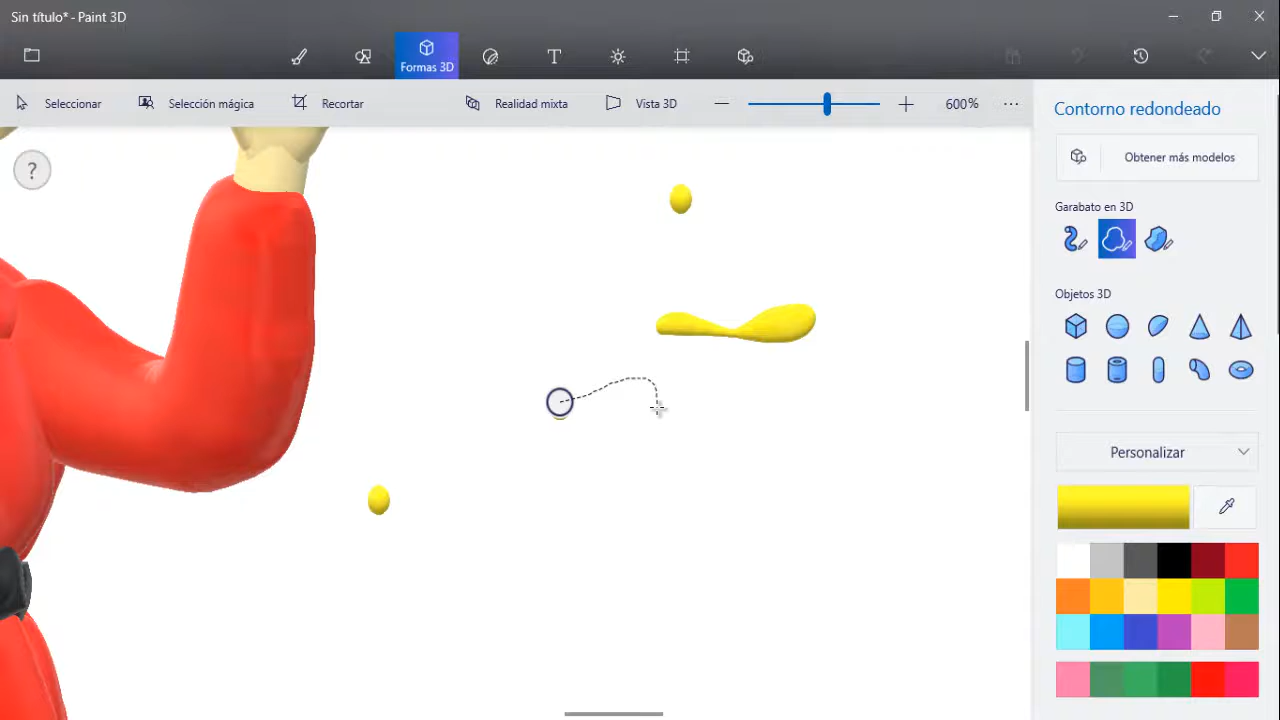 Sin título* - Paint 3D
Formas 3D
Seleccionar
Selección mágica
Recortar
Realidad mixta
Vista 3D
600%
?
Contorno redondeado
Obtener más modelos
Garabato en 3D
Objetos 3D
Personalizar